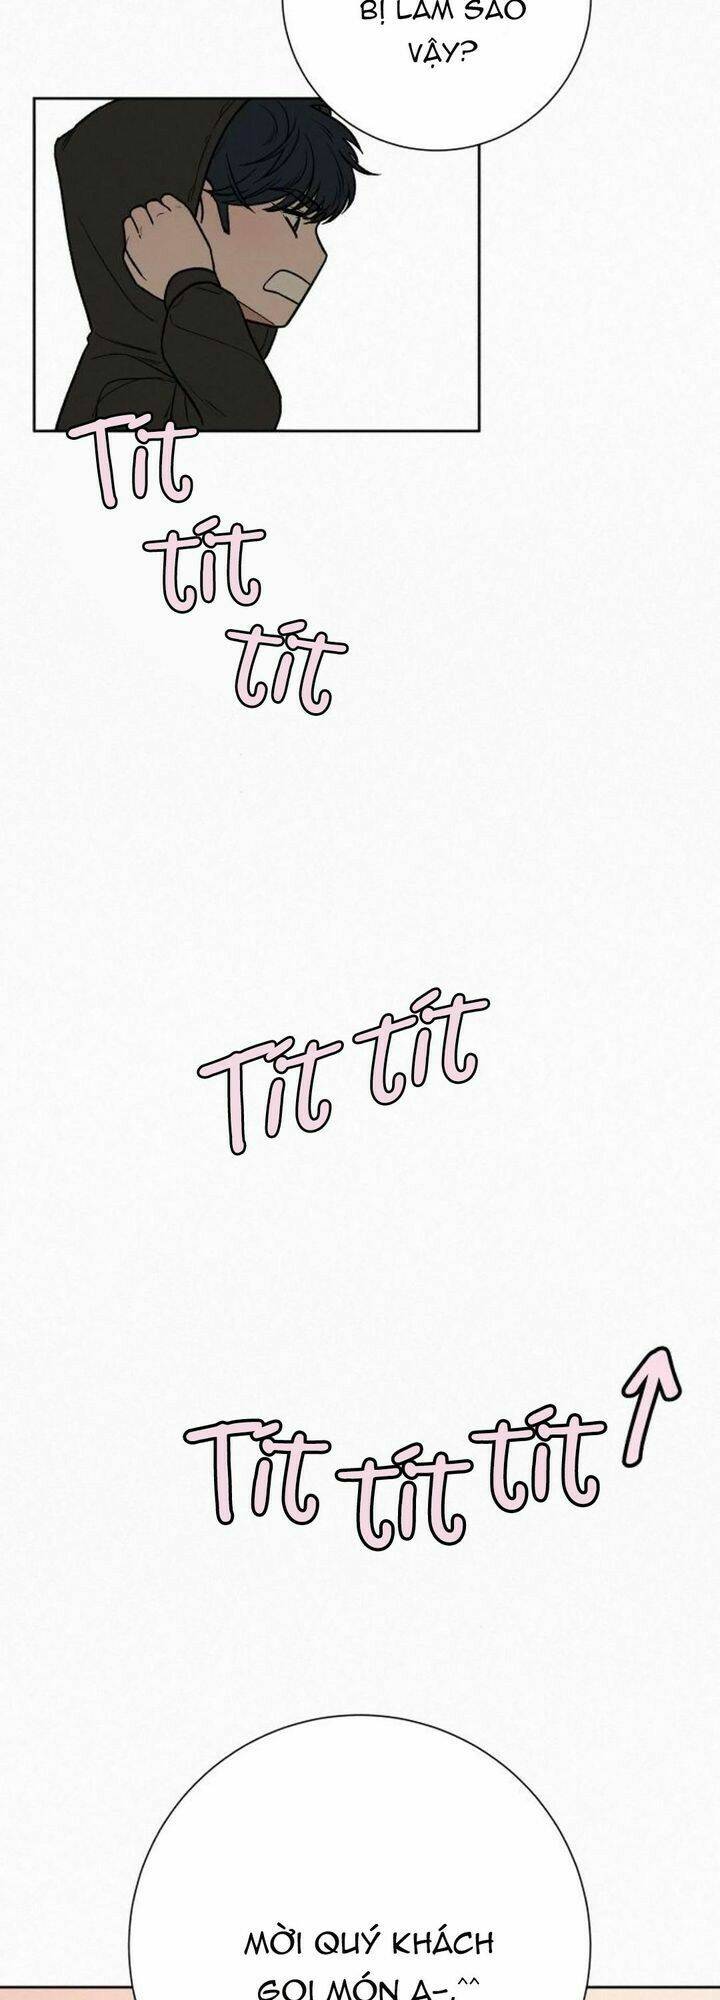 BỊ LÀM SAO
VẬY?
Tít
tít
tít
Tít tít
Tít tít tít
MỜI QUÝ KHÁCH
GỌI MÓN Ạ~.^^